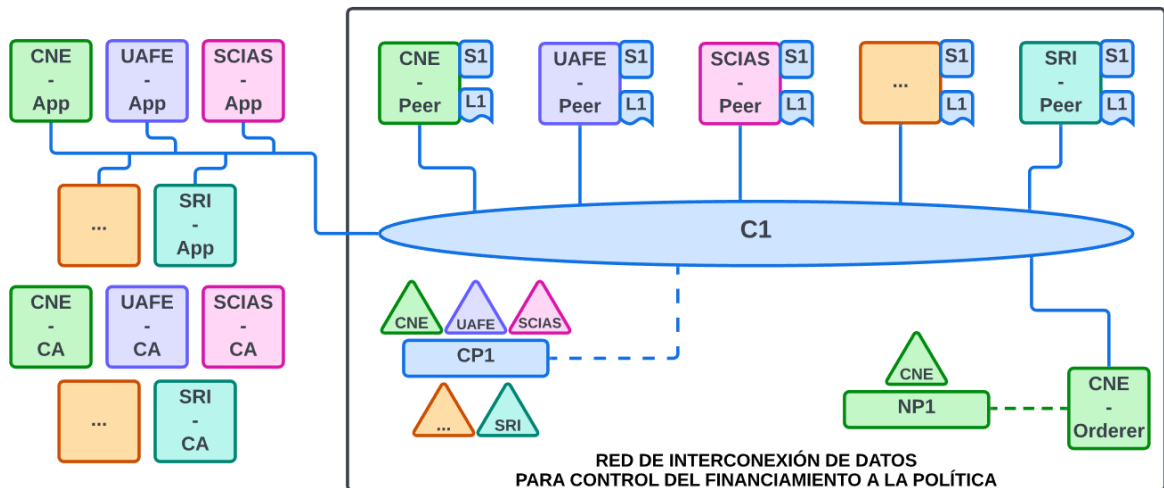 CNE
-
App
UAFE
-
App
SCIAS
-
App
...
SRI
-
App
CNE
-
CA
UAFE
-
CA
SCIAS
-
CA
...
SRI
-
CA
CNE
-
Peer
S1
L1
UAFE
-
Peer
S1
L1
SCIAS
-
Peer
S1
L1
...
S1
L1
SRI
-
Peer
S1
L1
C1
CNE
UAFE
SCIAS
CP1
...
SRI
CNE
NP1
CNE
-
Orderer
RED DE INTERCONEXIÓN DE DATOS
PARA CONTROL DEL FINANCIAMIENTO A LA POLÍTICA